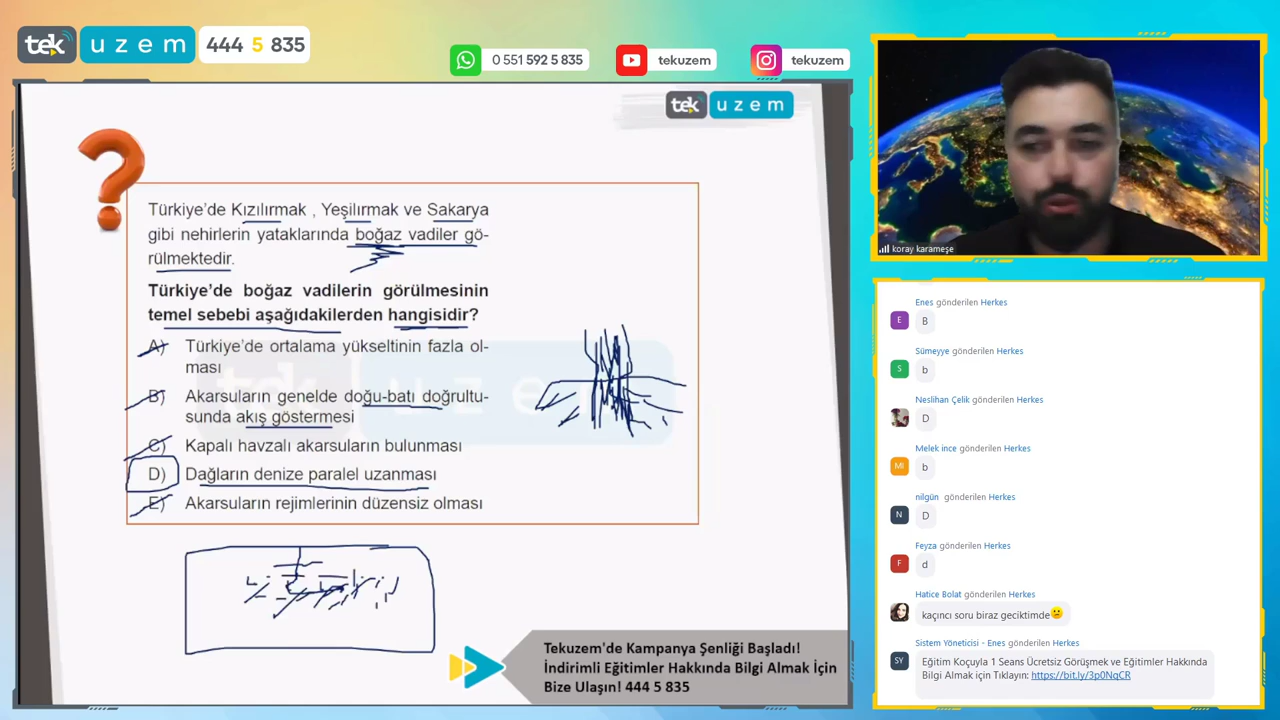 tek uzem 444 5 835
0 551 592 5 835
tekuzem
tekuzem
tek uzem
Türkiye'de Kızılırmak , Yeşilırmak ve Sakarya
gibi nehirlerin yataklarında boğaz vadiler gö-
rülmektedir.
Türkiye'de boğaz vadilerin görülmesinin
temel sebebi aşağıdakilerden hangisidir?
A) Türkiye'de ortalama yükseltinin fazla ol-
ması
B) Akarsuların genelde doğu-batı doğrultu-
sunda akış göstermesi
C) Kapalı havzalı akarsuların bulunması
D) Dağların denize paralel uzanması
E) Akarsuların rejimlerinin düzensiz olması
tek uzem
Tekuzem'de Kampanya Şenliği Başladı!
İndirimli Eğitimler Hakkında Bilgi Almak İçin
Bize Ulaşın! 444 5 835
koray karameşe
Enes gönderilen Herkes
E
B
Sümeyye gönderilen Herkes
S
b
Neslihan Çelik gönderilen Herkes
D
Melek ince gönderilen Herkes
MI
b
nilgün gönderilen Herkes
N
D
Feyza gönderilen Herkes
F
d
Hatice Bolat gönderilen Herkes
kaçıncı soru biraz geciktimde
Sistem Yöneticisi - Enes gönderilen Herkes
SY
Eğitim Koçuyla 1 Seans Ücretsiz Görüşmek ve Eğitimler Hakkında
Bilgi Almak için Tıklayın: https://bit.ly/3p0NqCR